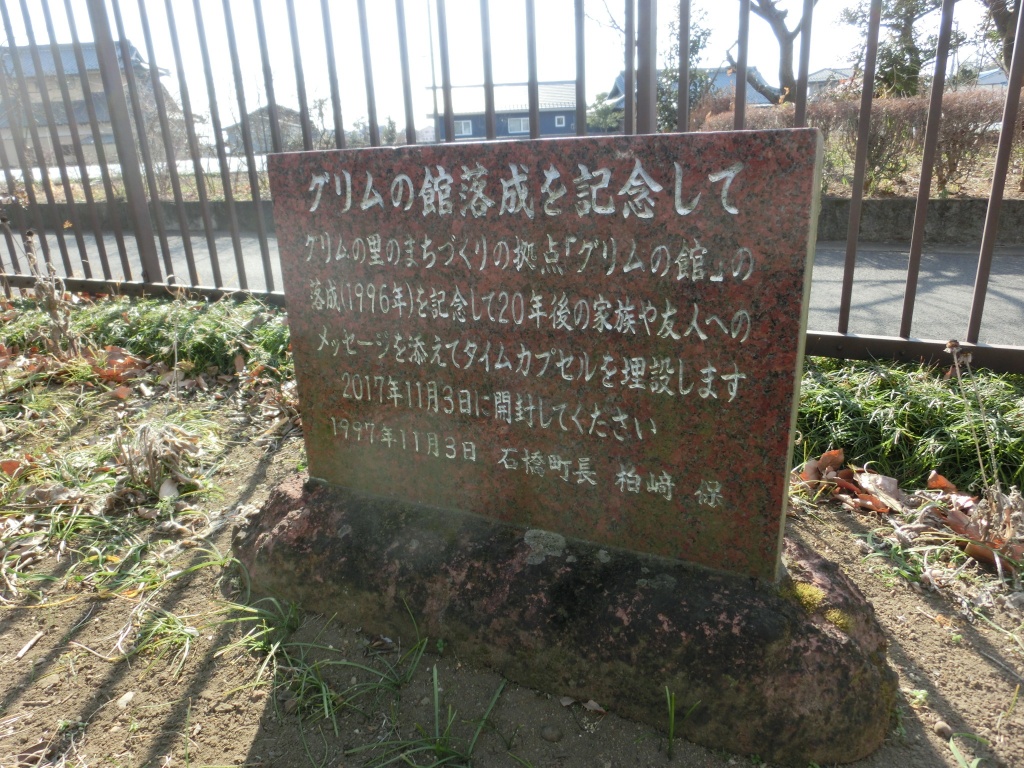 グリムの館落成を記念して
グリムの里のまちづくりの拠点｢グリムの館｣の
落成(1996年)を記念して20年後の家族や友人への
メッセージを添えてタイムカプセルを埋設します
2017年11月3日に開封してください
1997年11月3日 石橋町長 柏崎 保